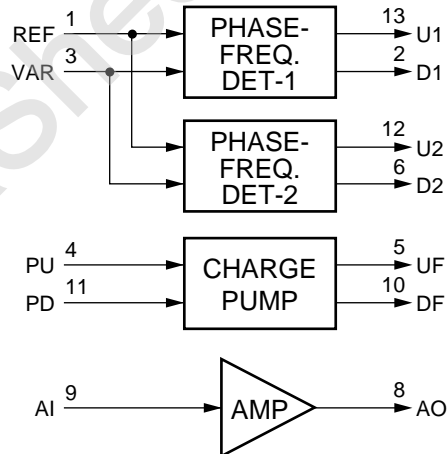 REF 1 PHASE-FREQ. DET-1 13 U1
VAR 3 2 D1
PHASE-FREQ. DET-2 12 U2
6 D2
PU 4 CHARGE PUMP 5 UF
PD 11 10 DF
AI 9 AMP 8 AO